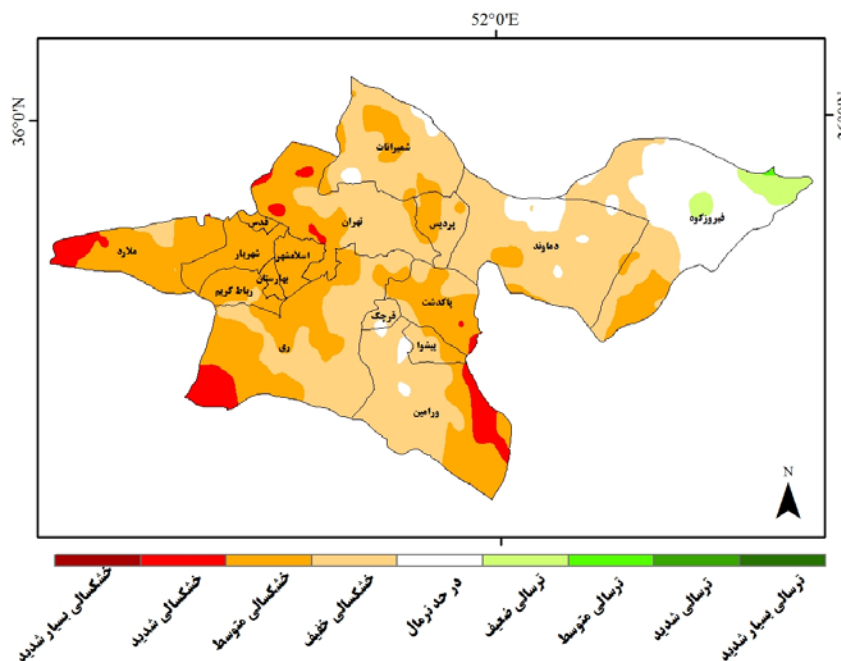 52°0'E
36°0'N
36°0'N
شمیرانات
فیروزکوه
تهران
پردیس
دماوند
قدس
ملارد
شهریار
اسلامشهر
بهارستان
رباط کریم
پاکدشت
قرچک
ری
پیشوا
ورامین
N
خشکسالی بسیار شدید
خشکسالی شدید
خشکسالی متوسط
خشکسالی خفیف
در حد نرمال
ترسالی ضعیف
ترسالی متوسط
ترسالی شدید
ترسالی بسیار شدید